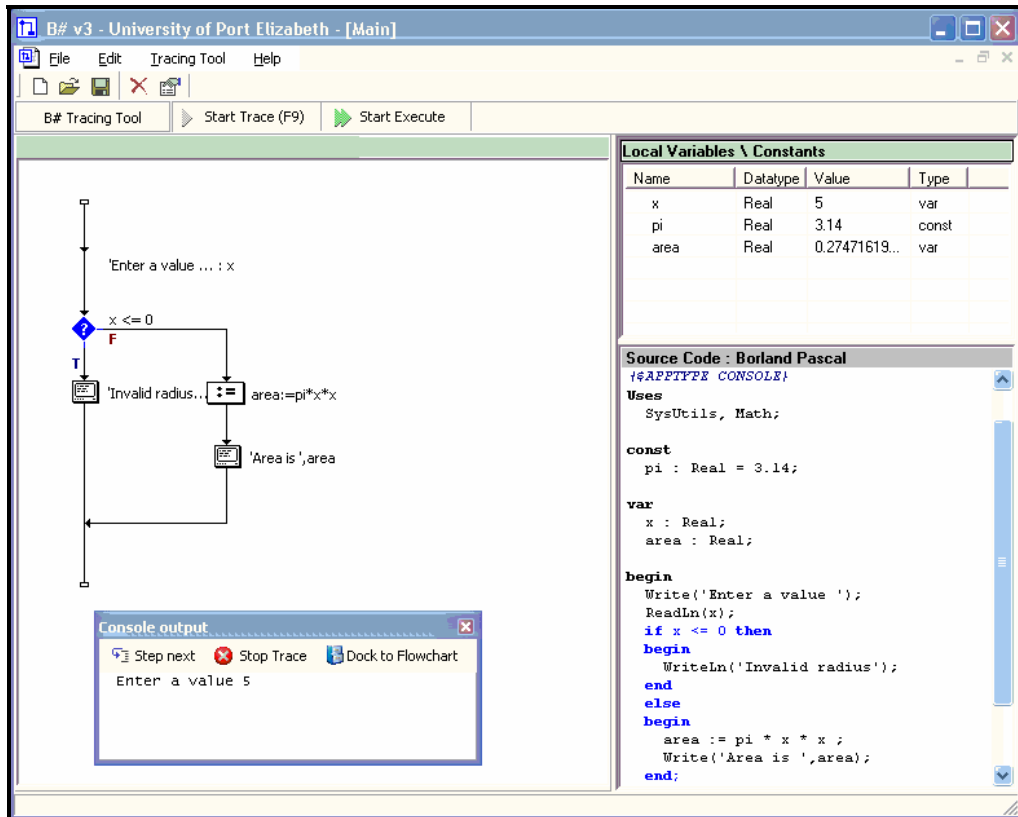 B# v3 - University of Port Elizabeth - [Main]
File Edit Tracing Tool Help
B# Tracing Tool Start Trace (F9) Start Execute
'Enter a value ... : x
? x <= 0
F
T
'Invalid radius... := area:=pi*x*x
'Area is ',area
Console output
Step next Stop Trace Dock to Flowchart
Enter a value 5
Local Variables \ Constants
Name Datatype Value Type
x Real 5 var
pi Real 3.14 const
area Real 0.27471619... var
Source Code : Borland Pascal
{$APPTYPE CONSOLE}
Uses
SysUtils, Math;
const
pi : Real = 3.14;
var
x : Real;
area : Real;
begin
Write('Enter a value ');
ReadLn(x);
if x <= 0 then
begin
WriteLn('Invalid radius');
end
else
begin
area := pi * x * x ;
Write('Area is ',area);
end;